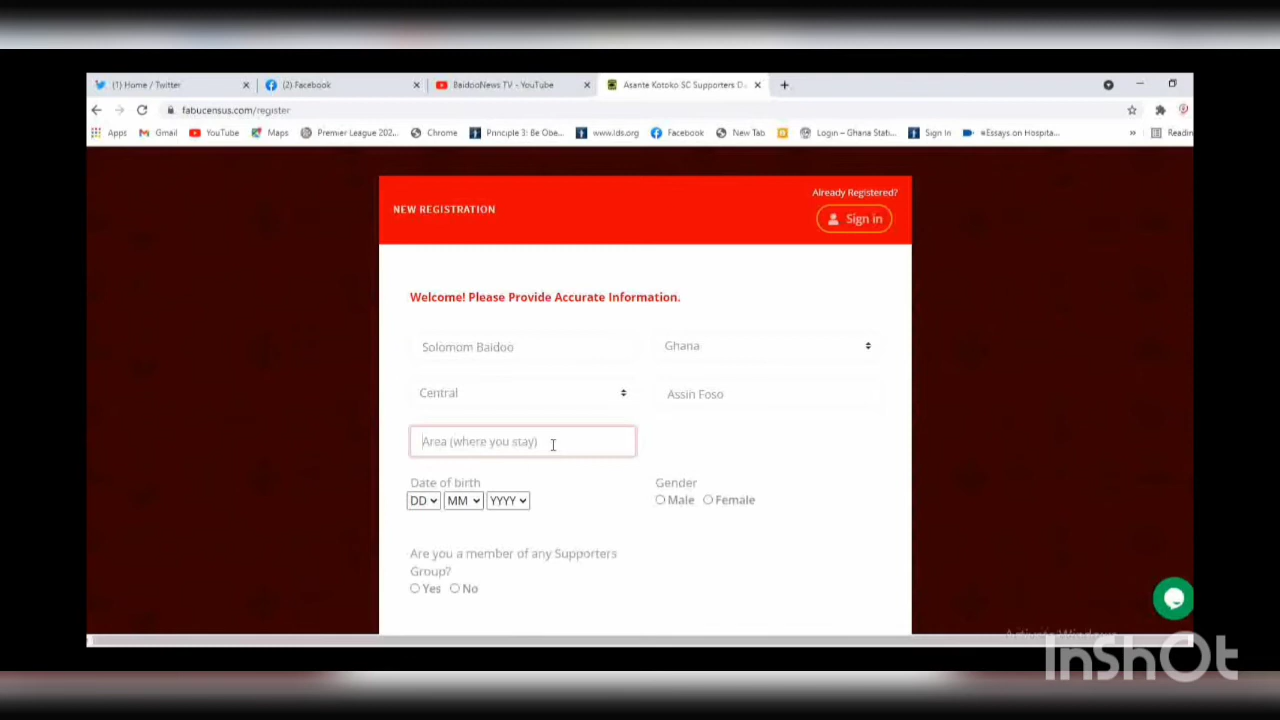 (1) Home / Twitter
(2) Facebook
BaidooNews TV - YouTube
Asante Kotoko SC Supporters D
fabucensus.com/register
Apps
Gmail
YouTube
Maps
Premier League 202...
Chrome
Principle 3: Be Obe...
www.lds.org
Facebook
New Tab
Login – Ghana Stati...
Sign In
#Essays on Hospita...
»
Readin
NEW REGISTRATION
Already Registered?
Sign in
Welcome! Please Provide Accurate Information.
Solomom Baidoo
Ghana
Central
Assin Foso
Area (where you stay)
Date of birth
Gender
DD MM YYYY
Male Female
Are you a member of any Supporters
Group?
Yes No
Activate Windows
InShOt